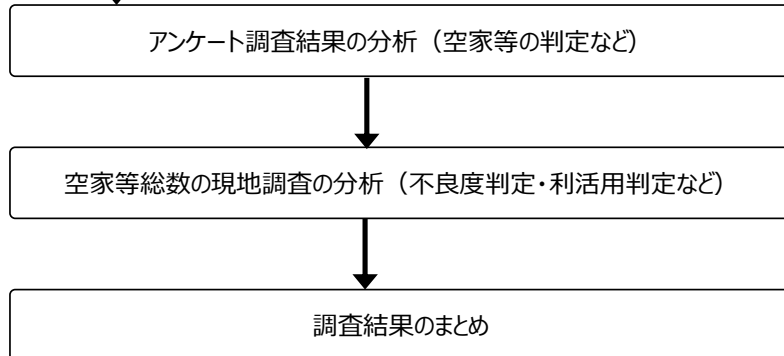 アンケート調査結果の分析（空家等の判定など）
空家等総数の現地調査の分析（不良度判定・利活用判定など）
調査結果のまとめ